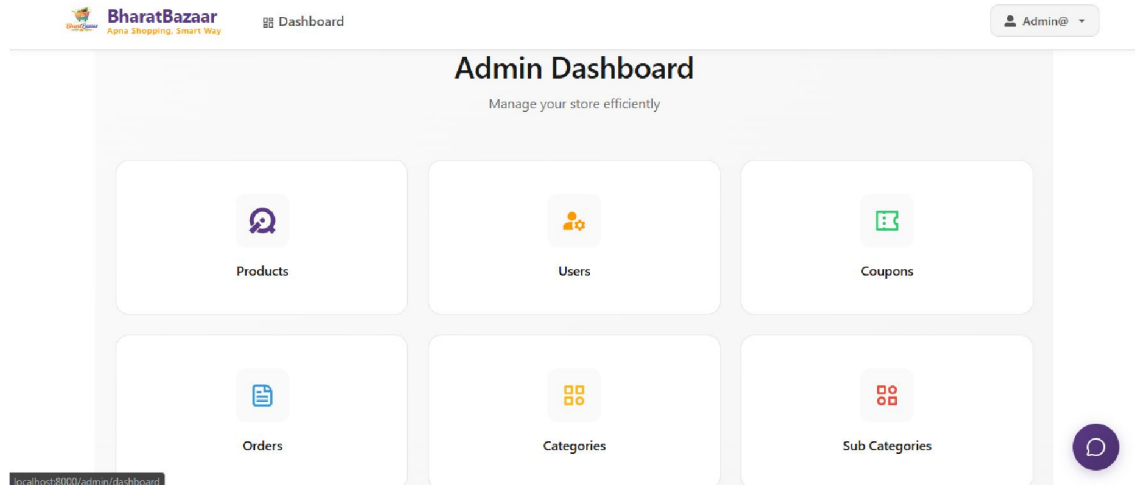 BharatBazaar
Apna Shopping, Smart Way
Dashboard
Admin@
Admin Dashboard
Manage your store efficiently
Products
Users
Coupons
Orders
Categories
Sub Categories
localhost:8000/admin/dashboard